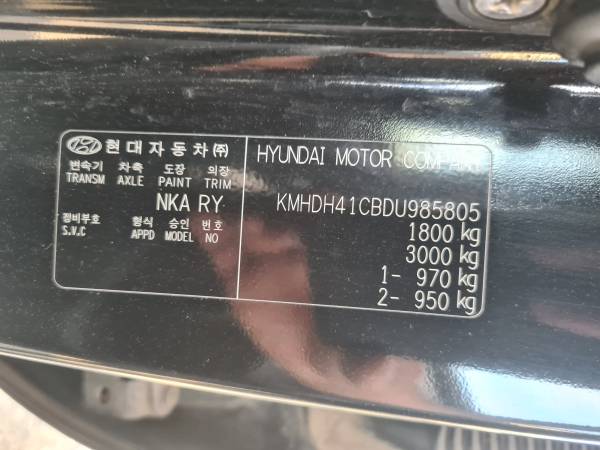 현대자동차㈜
변속기 차축 도장 의장
TRANSM AXLE PAINT TRIM
NKA RY
정비부호 형식 승인 번호
S.V.C APPD MODEL NO
HYUNDAI MOTOR COMPANY
KMHDH41CBDU985805
1800 kg
3000 kg
1- 970 kg
2- 950 kg